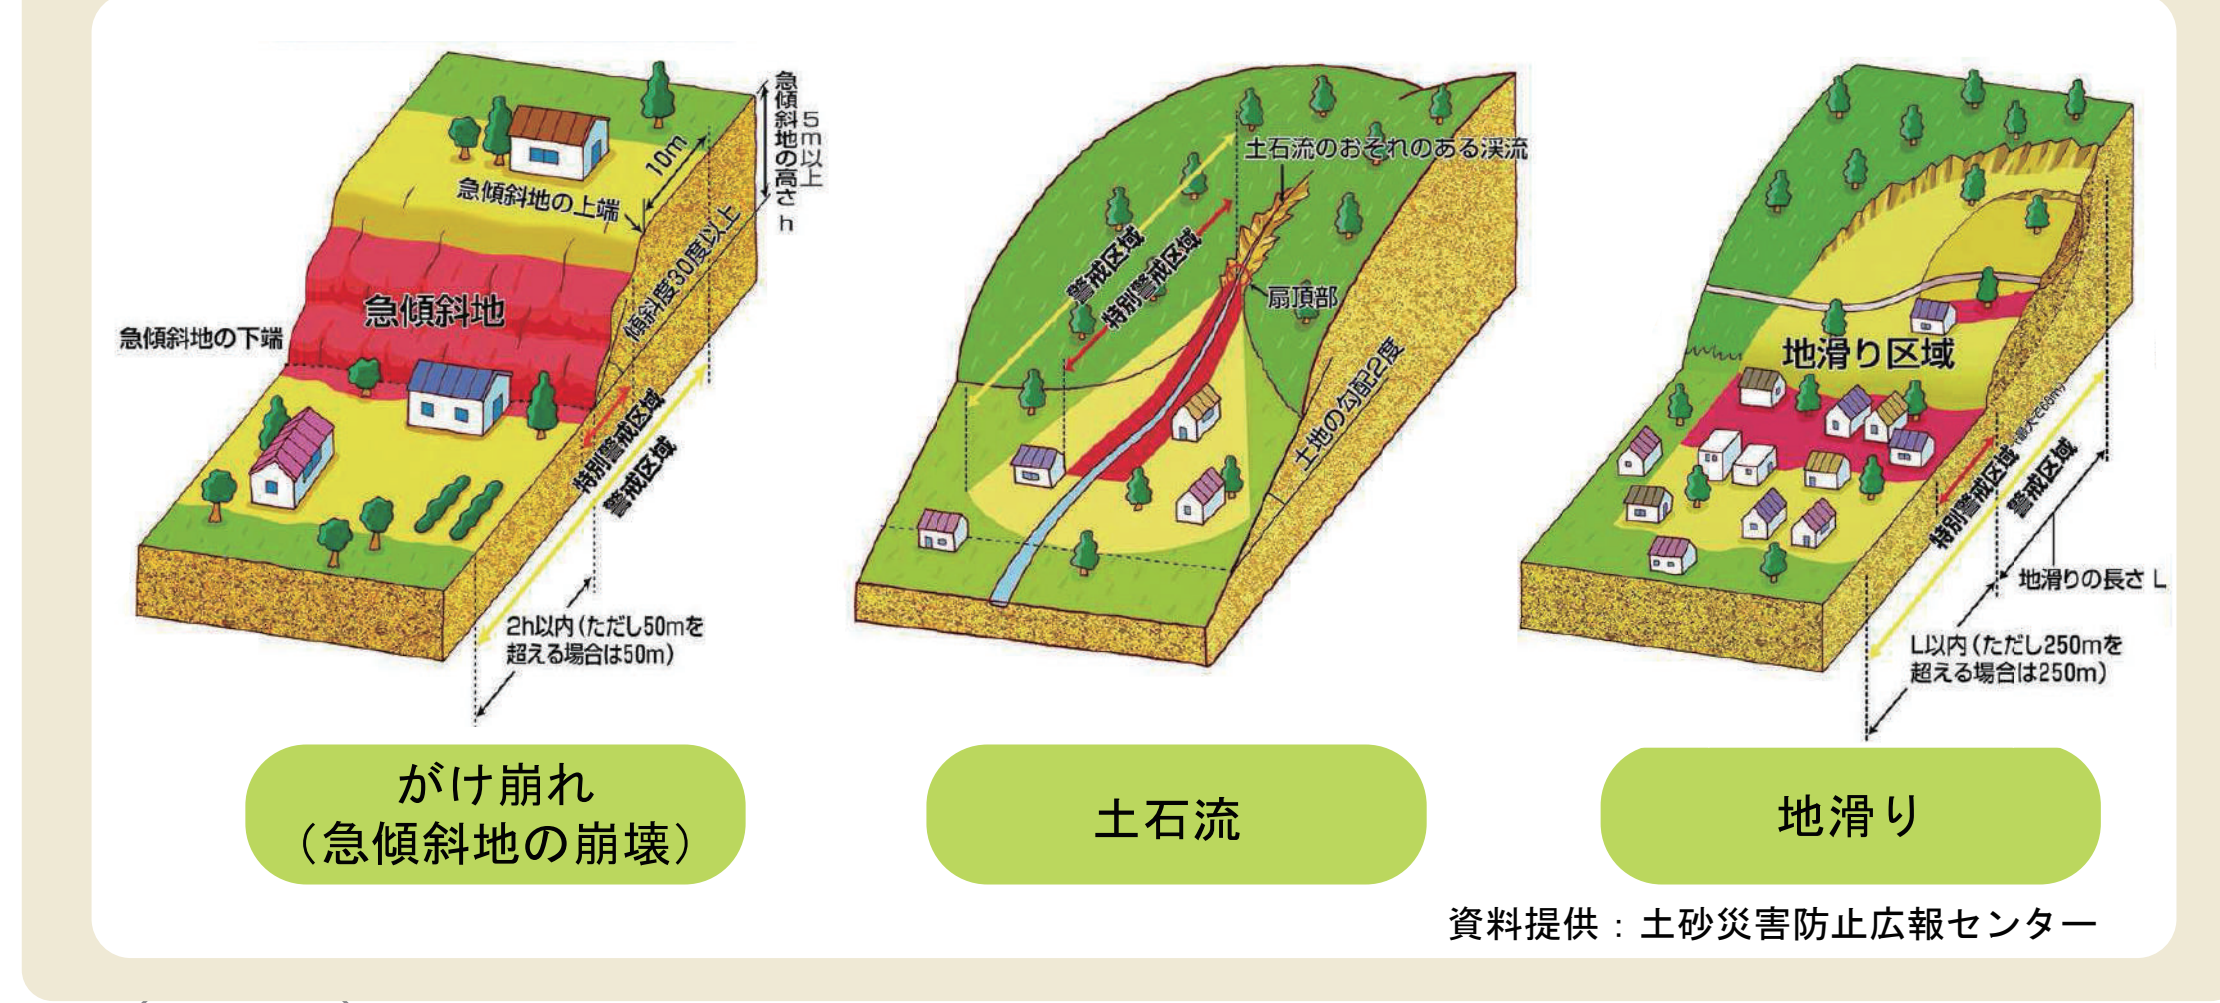 急傾斜地の高さ h
5m以上
10m
急傾斜地の上端
傾斜度30度以上
急傾斜地
急傾斜地の下端
特別警戒区域
警戒区域
2h以内(ただし50mを
超える場合は50m)
がけ崩れ
(急傾斜地の崩壊)
土石流のおそれのある渓流
警戒区域
特別警戒区域
扇頂部
土地の勾配2度
土石流
地滑り区域
(最大で60m)
特別警戒区域
警戒区域
地滑りの長さ L
L以内(ただし250mを
超える場合は250m)
地滑り
資料提供:土砂災害防止広報センター